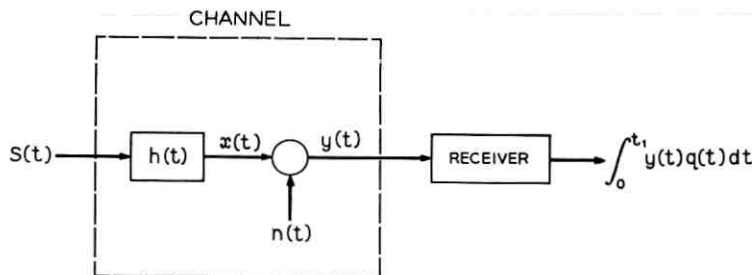 CHANNEL
S(t)
h(t)
x(t)
y(t)
n(t)
RECEIVER
∫₀^t₁ y(t)q(t)dt